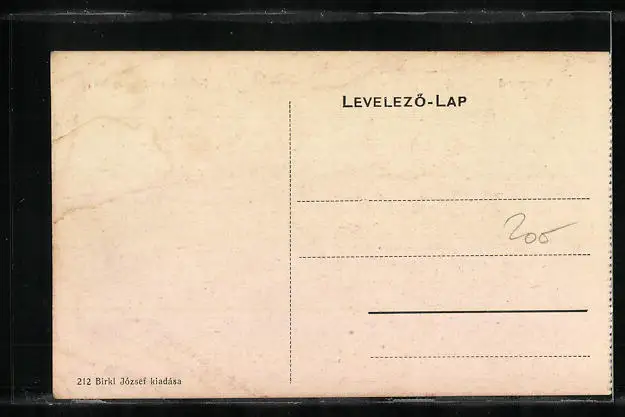 LEVELEZŐ-LAP
200
212 Birkl József kiadása